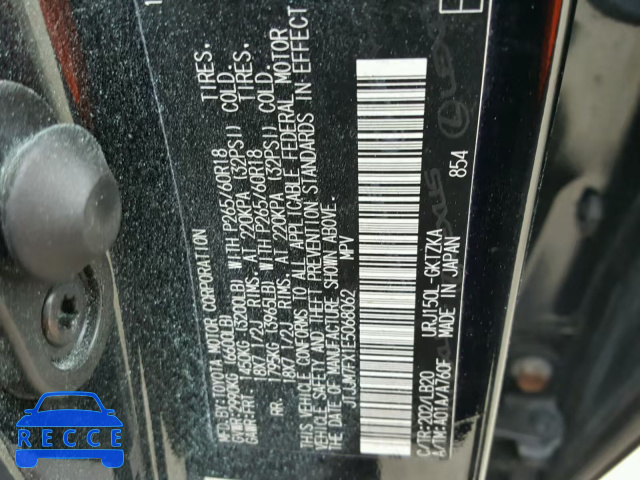 MFD.BY:TOYOTA MOTOR CORPORATION
GVWR:2990KG (6600LB)
GAWR:FRT. 1450KG (3200LB) WITH P265/60R18 TIRES.
18X7 1/2J RIMS, AT 220KPA (32PSI) COLD
RR. 1795KG (3965LB) WITH P265/60R18 TIRES.
18X7 1/2J RIMS, AT 220KPA (32PSI) COLD
THIS VEHICLE CONFORMS TO ALL APPLICABLE FEDERAL MOTOR
VEHICLE SAFETY AND THEFT PREVENTION STANDARDS IN EFFECT
ON THE DATE OF MANUFACTURE SHOWN ABOVE.
JTJJM7FX1E5068062 MPV
C/TR:202/LB20 URJ150L-GKTZKA
A/TM:A01A/A760F MADE IN JAPAN
854
LEXUS